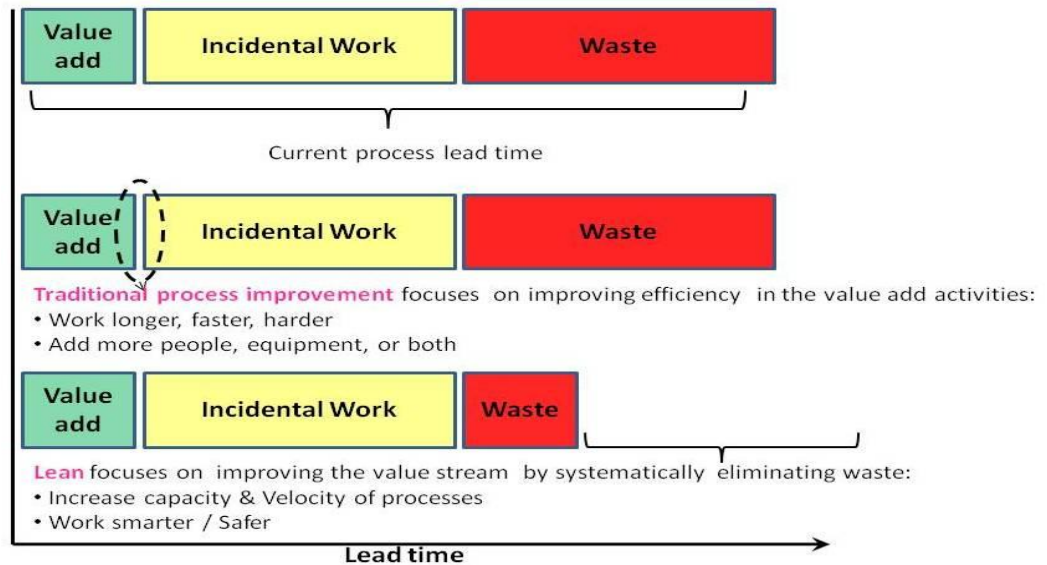 Value add
Incidental Work
Waste
Current process lead time
Value add
Incidental Work
Waste
Traditional process improvement focuses on improving efficiency in the value add activities:
• Work longer, faster, harder
• Add more people, equipment, or both
Value add
Incidental Work
Waste
Lean focuses on improving the value stream by systematically eliminating waste:
• Increase capacity & Velocity of processes
• Work smarter / Safer
Lead time